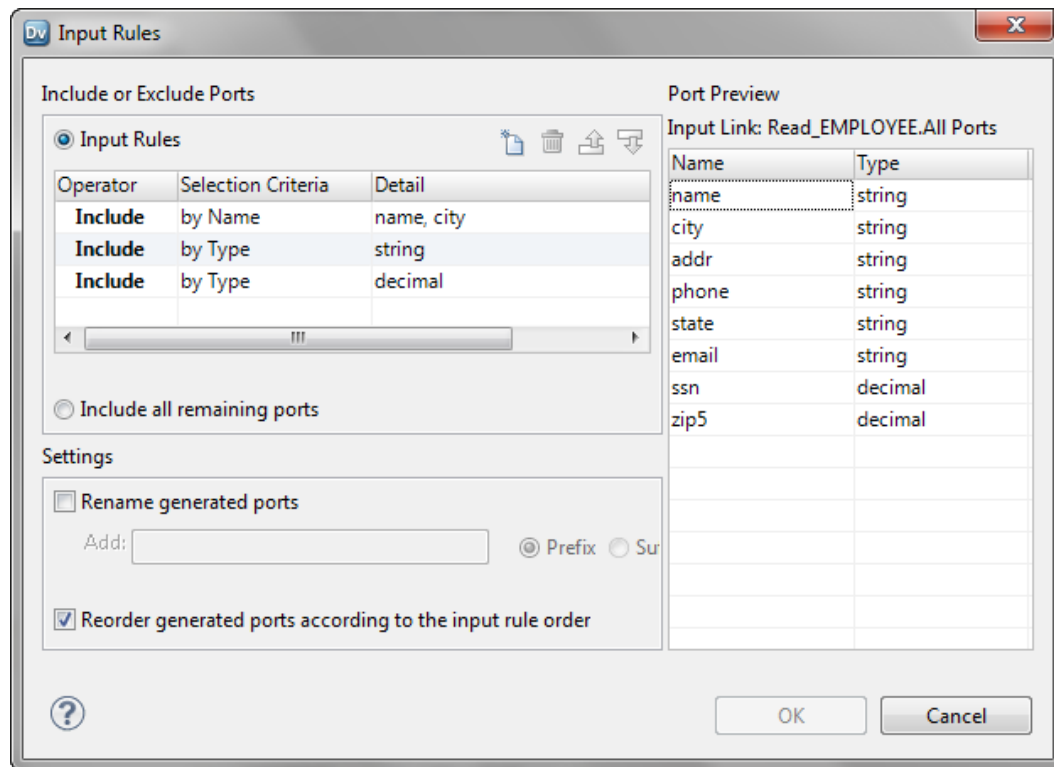 Dv Input Rules
Include or Exclude Ports
Input Rules
Operator Selection Criteria Detail
Include by Name name, city
Include by Type string
Include by Type decimal
Include all remaining ports
Settings
Rename generated ports
Add: Prefix Su
Reorder generated ports according to the input rule order
Port Preview
Input Link: Read_EMPLOYEE.All Ports
Name Type
name string
city string
addr string
phone string
state string
email string
ssn decimal
zip5 decimal
? OK Cancel